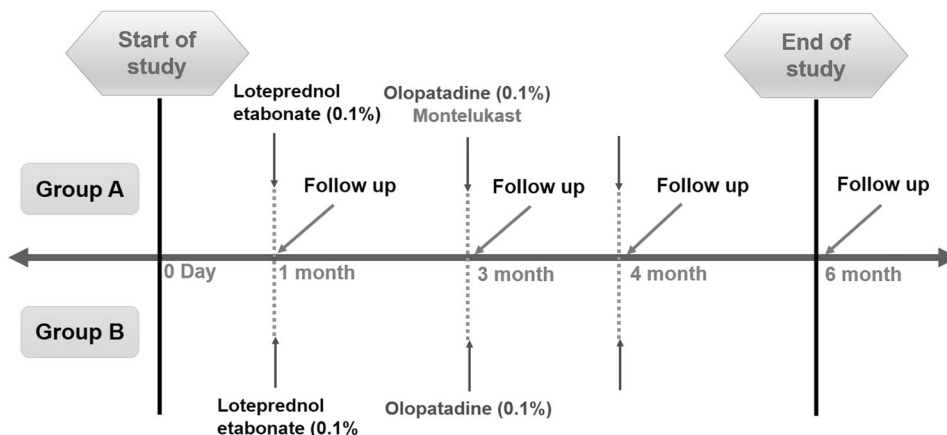 Start of
study
End of
study
Loteprednol
etabonate (0.1%)
Olopatadine (0.1%)
Montelukast
Group A
Follow up
Follow up
Follow up
Follow up
0 Day
1 month
3 month
4 month
6 month
Group B
Loteprednol
etabonate (0.1%
Olopatadine (0.1%)